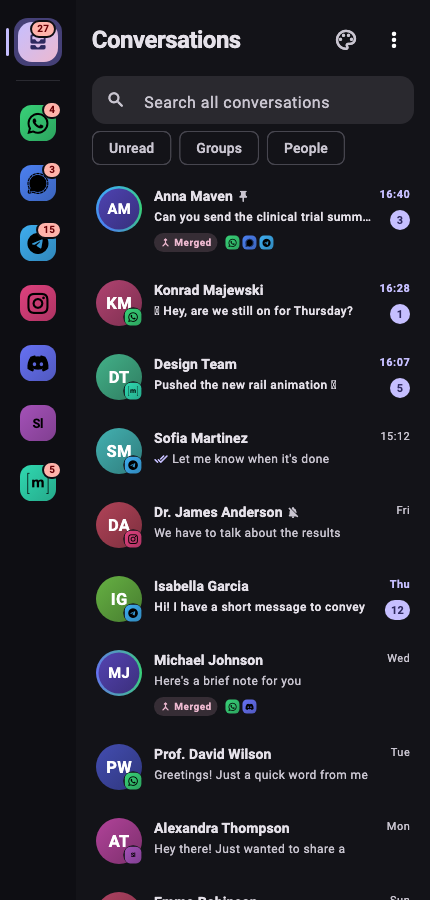 27
Conversations
4
Search all conversations
3
Unread Groups People
15
AM Anna Maven 16:40
Can you send the clinical trial summ... 3
Merged
KM Konrad Majewski 16:28
Hey, are we still on for Thursday? 1
DT Design Team 16:07
Pushed the new rail animation 5
[m]
SI
SM Sofia Martinez 15:12
Let me know when it's done
5
[m]
DA Dr. James Anderson Fri
We have to talk about the results
IG Isabella Garcia Thu
Hi! I have a short message to convey 12
MJ Michael Johnson Wed
Here's a brief note for you
Merged
PW Prof. David Wilson Tue
Greetings! Just a quick word from me
AT Alexandra Thompson Mon
Hey there! Just wanted to share a
SI